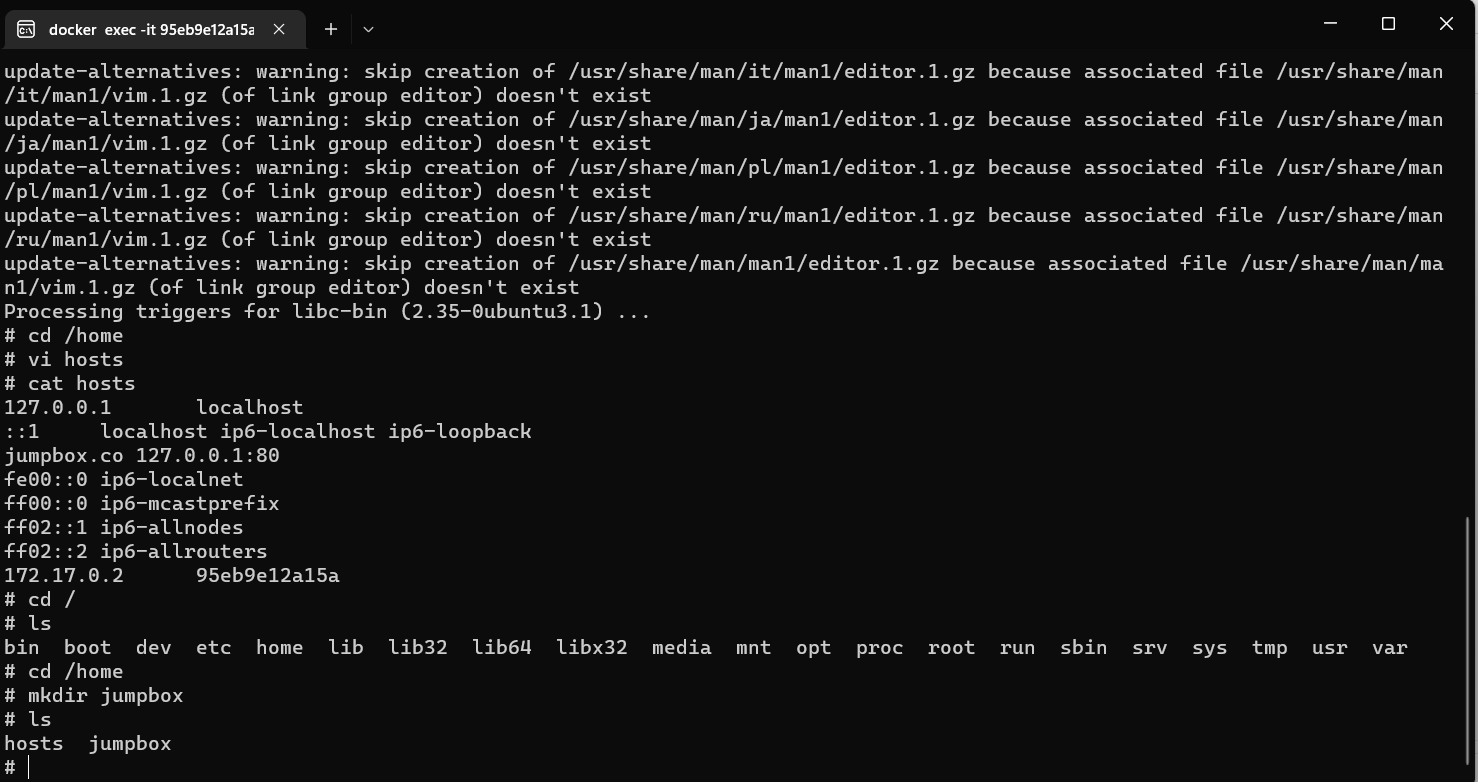 docker exec -it 95eb9e12a15a
update-alternatives: warning: skip creation of /usr/share/man/it/man1/editor.1.gz because associated file /usr/share/man
/it/man1/vim.1.gz (of link group editor) doesn't exist
update-alternatives: warning: skip creation of /usr/share/man/ja/man1/editor.1.gz because associated file /usr/share/man
/ja/man1/vim.1.gz (of link group editor) doesn't exist
update-alternatives: warning: skip creation of /usr/share/man/pl/man1/editor.1.gz because associated file /usr/share/man
/pl/man1/vim.1.gz (of link group editor) doesn't exist
update-alternatives: warning: skip creation of /usr/share/man/ru/man1/editor.1.gz because associated file /usr/share/man
/ru/man1/vim.1.gz (of link group editor) doesn't exist
update-alternatives: warning: skip creation of /usr/share/man/man1/editor.1.gz because associated file /usr/share/man/ma
n1/vim.1.gz (of link group editor) doesn't exist
Processing triggers for libc-bin (2.35-0ubuntu3.1) ...
# cd /home
# vi hosts
# cat hosts
127.0.0.1       localhost
::1     localhost ip6-localhost ip6-loopback
jumpbox.co 127.0.0.1:80
fe00::0 ip6-localnet
ff00::0 ip6-mcastprefix
ff02::1 ip6-allnodes
ff02::2 ip6-allrouters
172.17.0.2      95eb9e12a15a
# cd /
# ls
bin  boot  dev  etc  home  lib  lib32  lib64  libx32  media  mnt  opt  proc  root  run  sbin  srv  sys  tmp  usr  var
# cd /home
# mkdir jumpbox
# ls
hosts  jumpbox
#